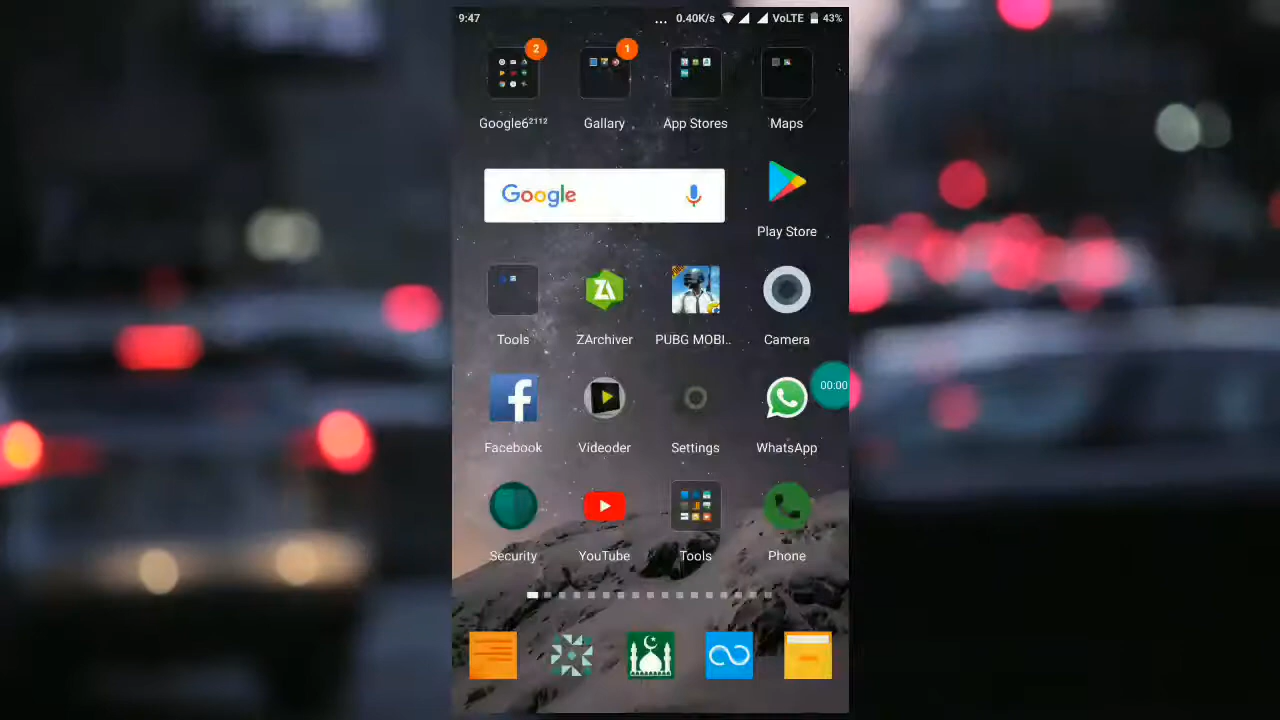 9:47 ... 0.40K/s VoLTE 43%
2 1
Google6²¹¹² Gallary App Stores Maps
Google
Play Store
ZA
Tools ZArchiver PUBG MOBI.. Camera
00:00
Facebook Videoder Settings WhatsApp
Security YouTube Tools Phone